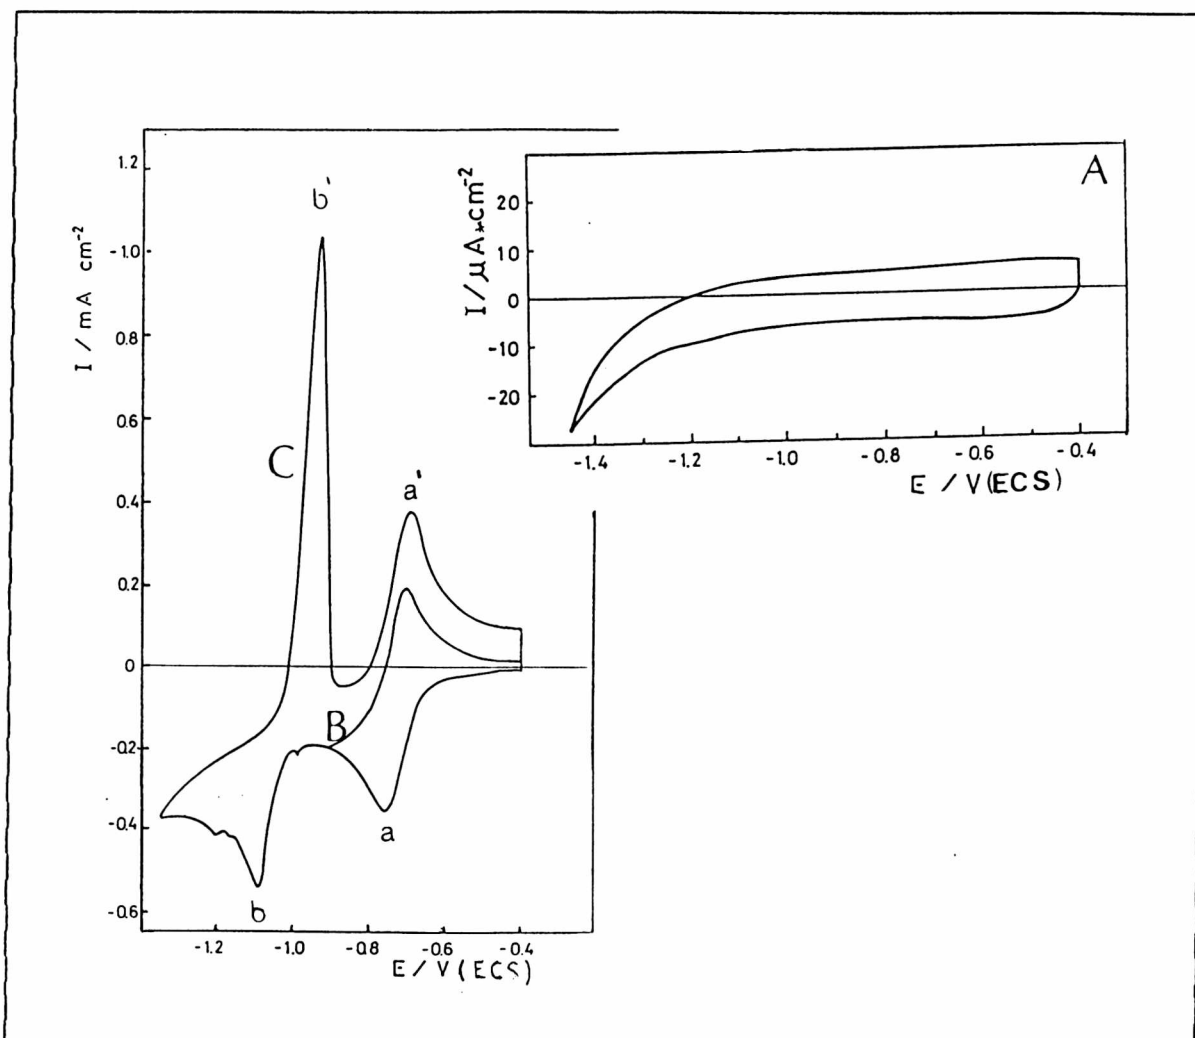 A
I/μA*cm-2
20
10
0
-10
-20
-1.4 -1.2 -1.0 -0.8 -0.6 -0.4
E / V(ECS)
I / mA cm-2
1.2
-1.0
0.8
0.6
0.4
0.2
0
-0.2
-0.4
-0.6
b'
C
a'
B
a
b
-1.2 -1.0 -0.8 -0.6 -0.4
E / V(ECS)